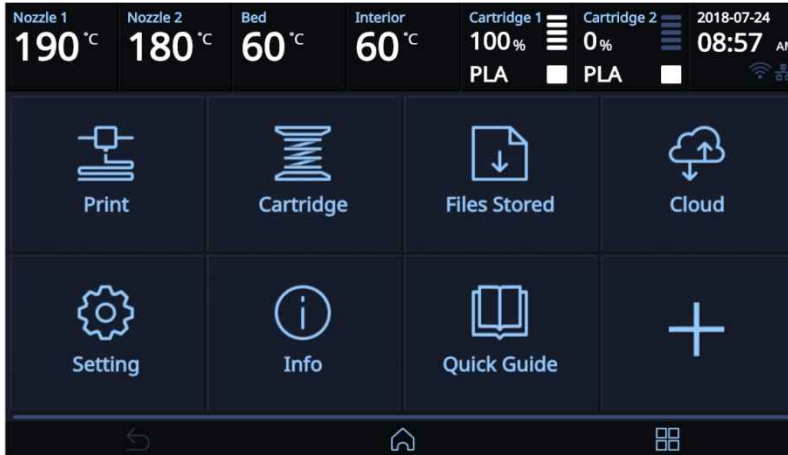 Nozzle 1 Nozzle 2 Bed Interior Cartridge 1 Cartridge 2 2018-07-24
190 °C 180 °C 60 °C 60 °C 100 % 0 % 08:57 AM
PLA PLA
Print Cartridge Files Stored Cloud
Setting Info Quick Guide